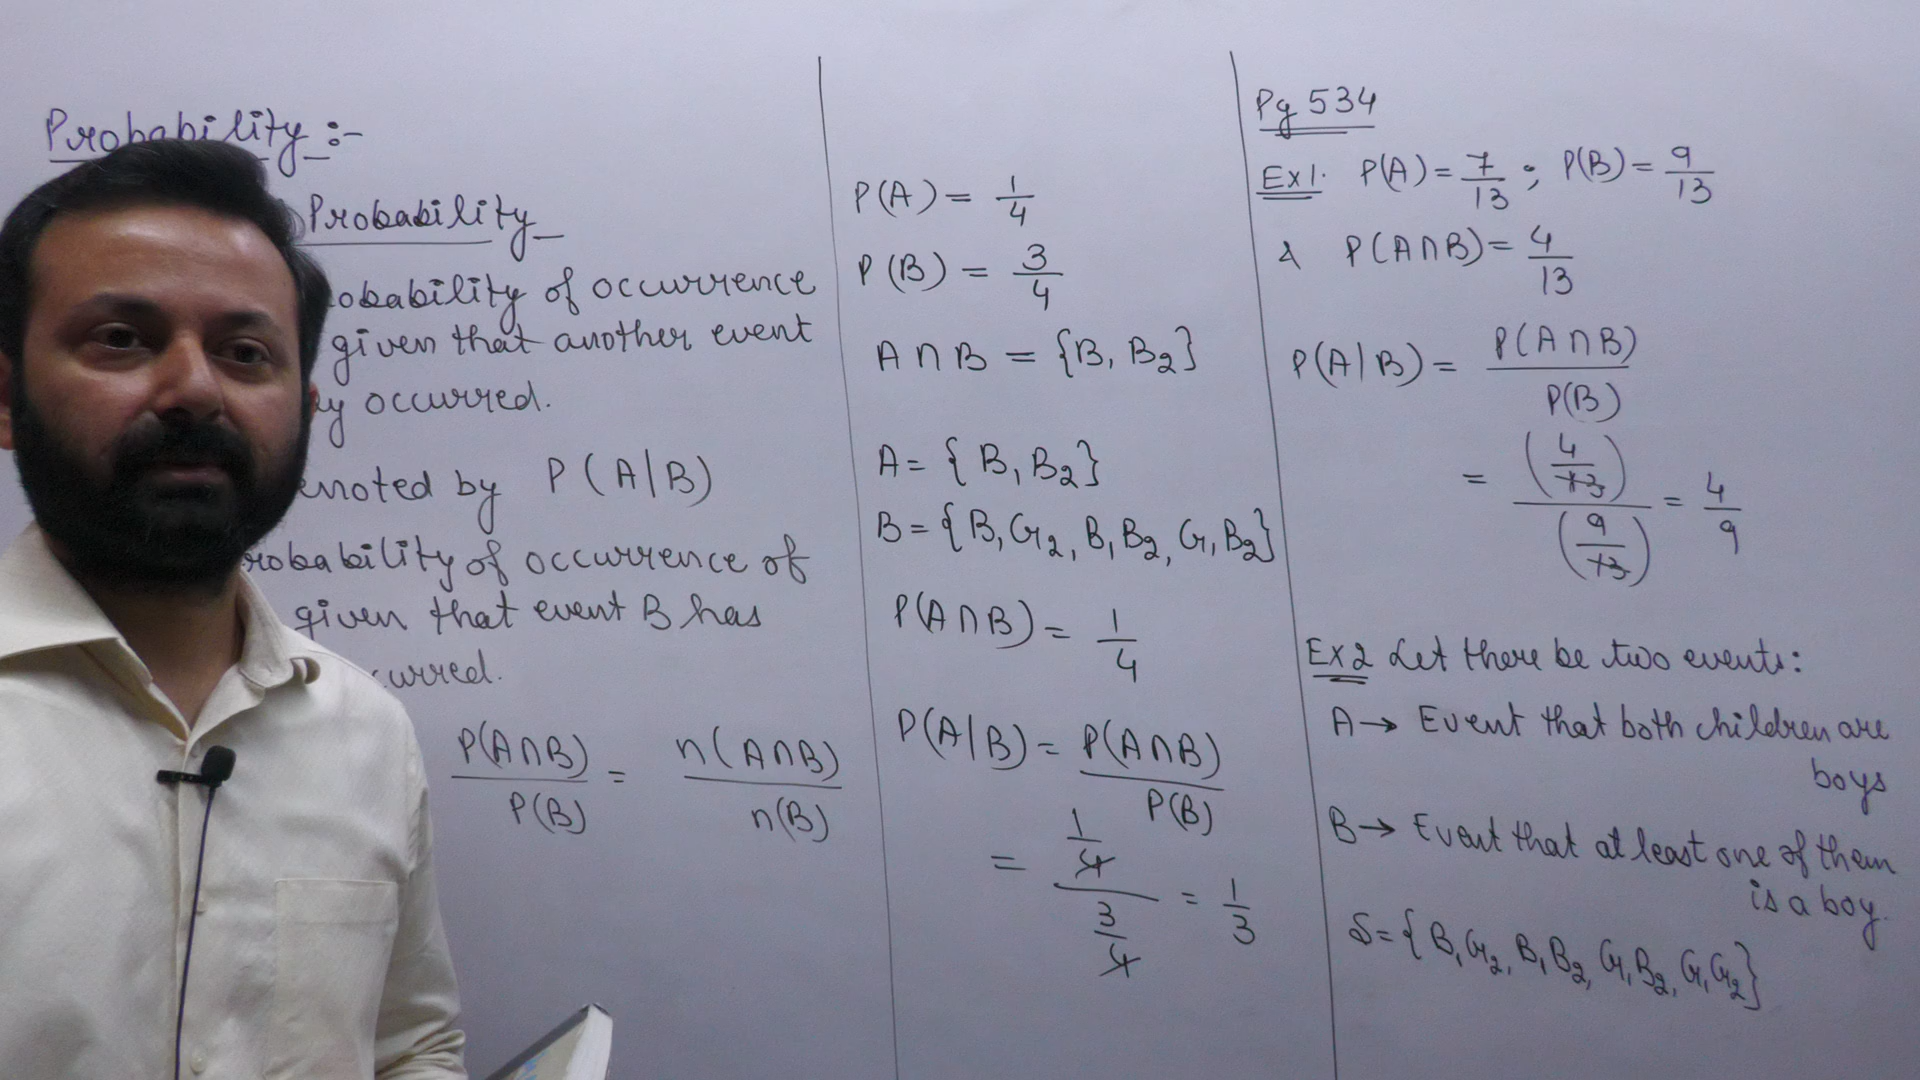 Probability :-
Probability
obability of occurrence
given that another event
y occurred.
enoted by P(A|B)
robability of occurrence of
given that event B has
curred.
P(A∩B)/P(B) = n(A∩B)/n(B)
P(A) = 1/4
P(B) = 3/4
A∩B = {B₁B₂}
A = {B₁B₂}
B = {B₁G₂, B₁B₂, G₁B₂}
P(A∩B) = 1/4
P(A|B) = P(A∩B)/P(B)
= (1/4)/(3/4) = 1/3
Pg 534
Ex1. P(A) = 7/13 ; P(B) = 9/13
& P(A∩B) = 4/13
P(A|B) = P(A∩B)/P(B)
= (4/13)/(9/13) = 4/9
Ex2 Let there be two events:
A→ Event that both children are
boys
B→ Event that at least one of them
is a boy.
S={B₁G₂, B₁B₂, G₁B₂, G₁G₂}